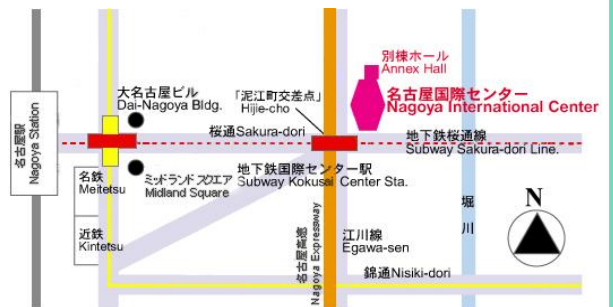 別棟ホール
Annex Hall
名古屋国際センター
Nagoya International Center
大名古屋ビル
Dai-Nagoya Bldg.
「泥江町交差点」
Hijie-cho
桜通Sakura-dori
地下鉄桜通線
Subway Sakura-dori Line.
名古屋駅
Nagoya Station
名鉄
Meitetsu
ミッドランド スクエア
Midland Square
地下鉄国際センター駅
Subway Kokusai Center Sta.
近鉄
Kintetsu
名古屋高速
Nagoya Expressway
江川線
Egawa-sen
堀川
N
錦通Nisiki-dori